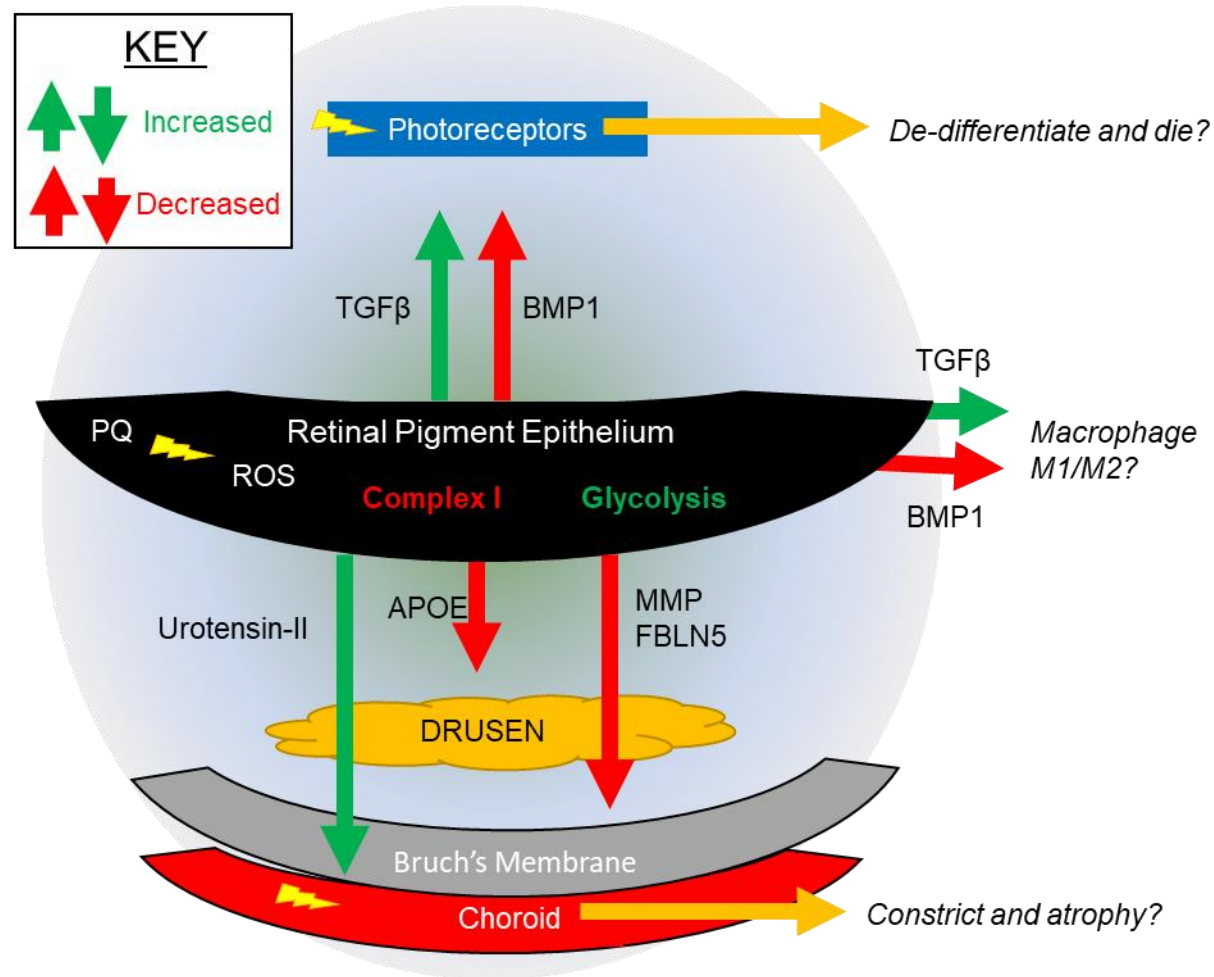 KEY
Increased
Decreased
Photoreceptors
De-differentiate and die?
TGFβ
BMP1
TGFβ
Macrophage
M1/M2?
BMP1
PQ
Retinal Pigment Epithelium
ROS
Complex I
Glycolysis
Urotensin-II
APOE
MMP
FBLN5
DRUSEN
Bruch’s Membrane
Choroid
Constrict and atrophy?